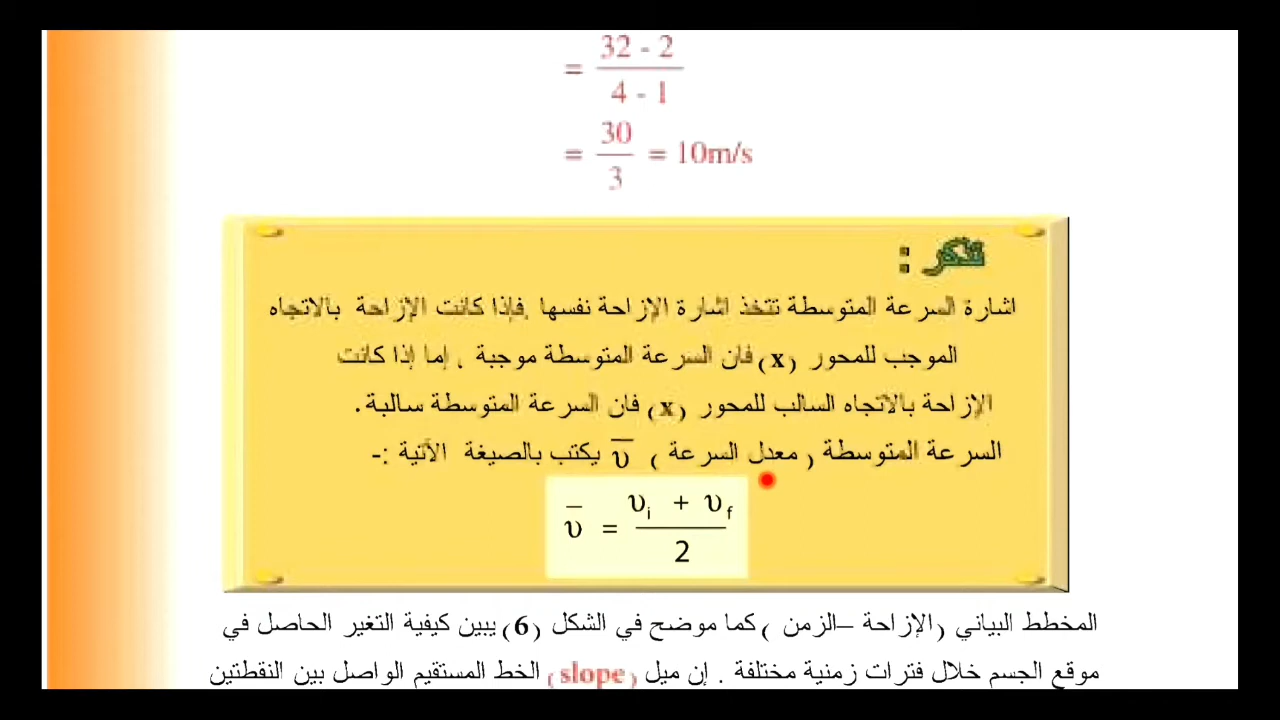 = 32 - 2 / 4 - 1
= 30 / 3 = 10m/s
تذكر :
اشارة السرعة المتوسطة تتخذ اشارة الإزاحة نفسها ,فإذا كانت الإزاحة بالاتجاه
الموجب للمحور (x) فان السرعة المتوسطة موجبة , إما إذا كانت
الإزاحة بالاتجاه السالب للمحور (x) فان السرعة المتوسطة سالبة .
السرعة المتوسطة ( معدل السرعة ) ῡ يكتب بالصيغة الآتية :-
ῡ = υi + υf / 2
المخطط البياني (الإزاحة –الزمن ) كما موضح في الشكل (6) يبين كيفية التغير الحاصل في
موقع الجسم خلال فترات زمنية مختلفة . إن ميل (slope) الخط المستقيم الواصل بين النقطتين